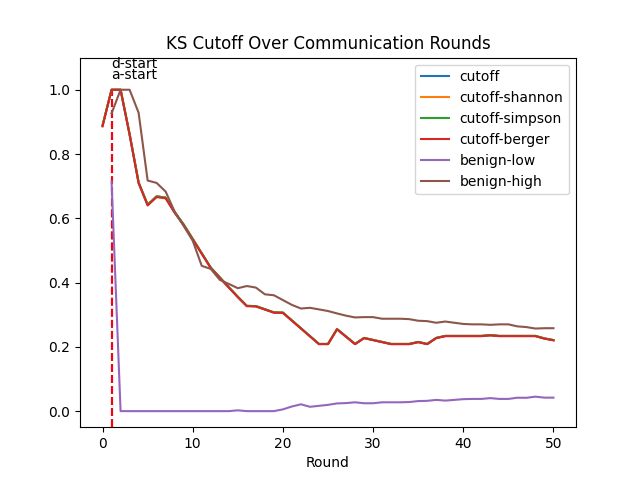 KS Cutoff Over Communication Rounds
d-start
a-start
cutoff
cutoff-shannon
cutoff-simpson
cutoff-berger
benign-low
benign-high
1.0
0.8
0.6
0.4
0.2
0.0
0 10 20 30 40 50
Round